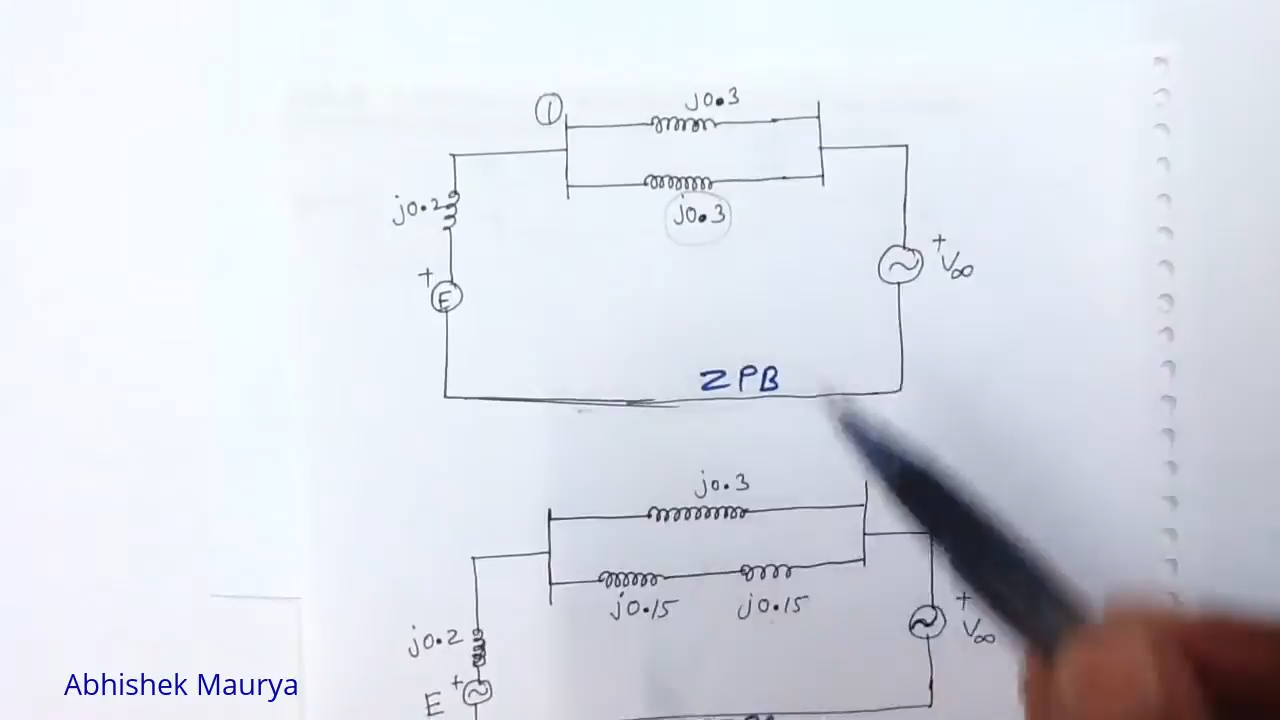 ①
j0.3
j0.2
j0.3
+
E
+
V∞
ZPB
j0.3
j0.15 j0.15
j0.2
+
V∞
E
+
Abhishek Maurya